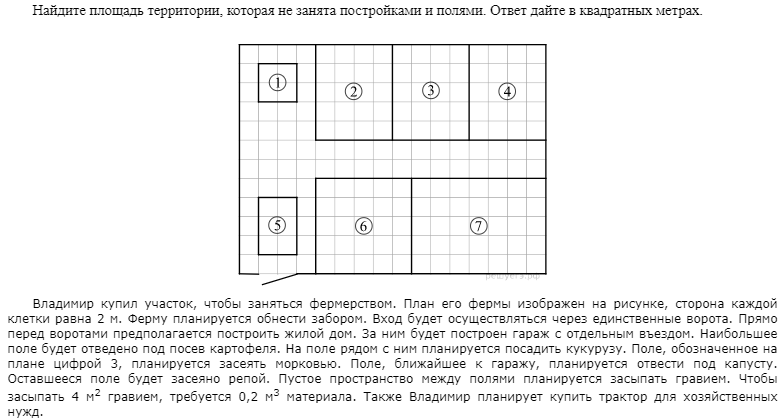 Найдите площадь территории, которая не занята постройками и полями. Ответ дайте в квадратных метрах.
1
2
3
4
5
6
7
решуегэ.рф
Владимир купил участок, чтобы заняться фермерством. План его фермы изображен на рисунке, сторона каждой
клетки равна 2 м. Ферму планируется обнести забором. Вход будет осуществляться через единственные ворота. Прямо
перед воротами предполагается построить жилой дом. За ним будет построен гараж с отдельным въездом. Наибольшее
поле будет отведено под посев картофеля. На поле рядом с ним планируется посадить кукурузу. Поле, обозначенное на
плане цифрой 3, планируется засеять морковью. Поле, ближайшее к гаражу, планируется отвести под капусту.
Оставшееся поле будет засеяно репой. Пустое пространство между полями планируется засыпать гравием. Чтобы
засыпать 4 м² гравием, требуется 0,2 м³ материала. Также Владимир планирует купить трактор для хозяйственных
нужд.